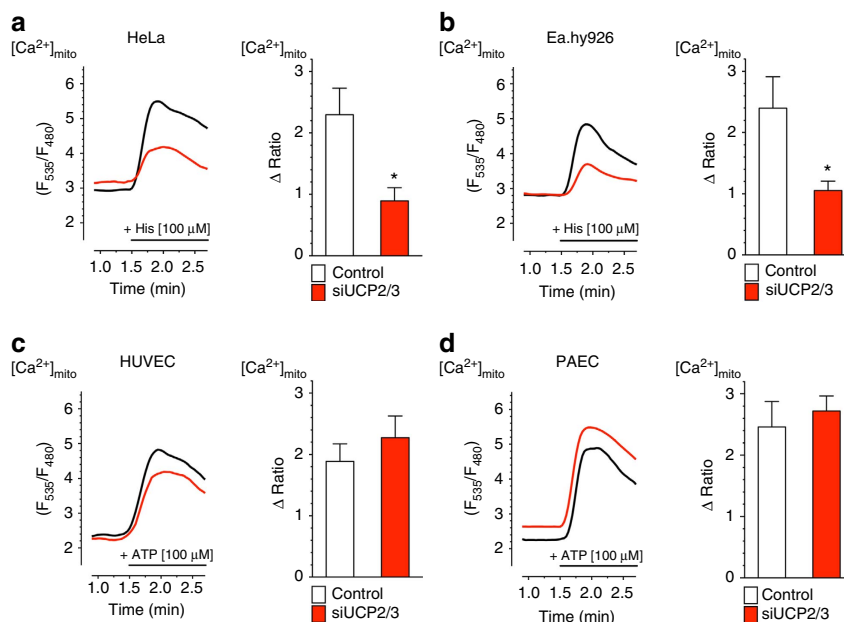 a
HeLa
[Ca²⁺]mito
[Ca²⁺]mito
(F535/F480)
6
5
4
3
2
+ His [100 μM]
1.0 1.5 2.0 2.5
Time (min)
Δ Ratio
3
2
1
0
*
Control
siUCP2/3
b
Ea.hy926
[Ca²⁺]mito
[Ca²⁺]mito
(F535/F480)
6
5
4
3
2
+ His [100 μM]
1.0 1.5 2.0 2.5
Time (min)
Δ Ratio
3
2
1
0
*
Control
siUCP2/3
c
HUVEC
[Ca²⁺]mito
[Ca²⁺]mito
(F535/F480)
6
5
4
3
2
+ ATP [100 μM]
1.0 1.5 2.0 2.5
Time (min)
Δ Ratio
3
2
1
0
Control
siUCP2/3
d
PAEC
[Ca²⁺]mito
[Ca²⁺]mito
(F535/F480)
6
5
4
3
2
+ ATP [100 μM]
1.0 1.5 2.0 2.5
Time (min)
Δ Ratio
3
2
1
0
Control
siUCP2/3